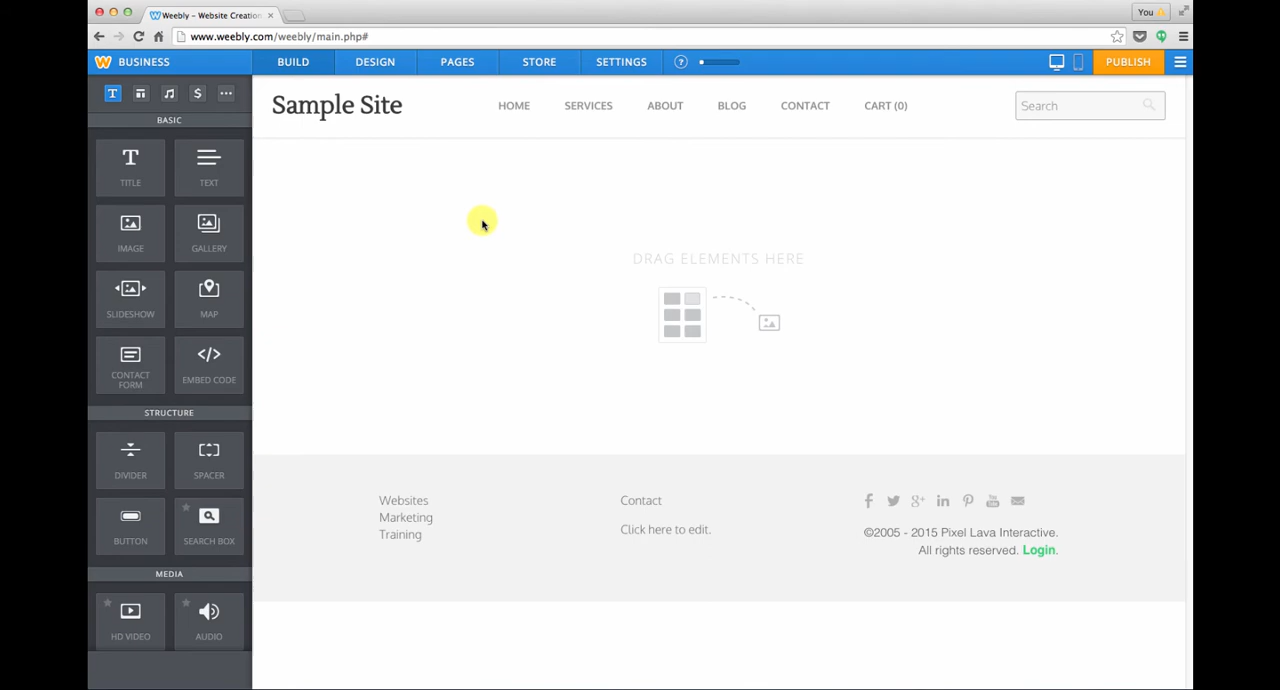 Weebly - Website Creation
You
www.weebly.com/weebly/main.php#
W BUSINESS BUILD DESIGN PAGES STORE SETTINGS ? PUBLISH
T $
BASIC
Sample Site HOME SERVICES ABOUT BLOG CONTACT CART (0) Search
T
TITLE TEXT
IMAGE GALLERY
SLIDESHOW MAP
CONTACT FORM
</>
EMBED CODE
STRUCTURE
DIVIDER SPACER
BUTTON SEARCH BOX
MEDIA
HD VIDEO AUDIO
DRAG ELEMENTS HERE
Websites
Marketing
Training
Contact
Click here to edit.
©2005 - 2015 Pixel Lava Interactive.
All rights reserved. Login.